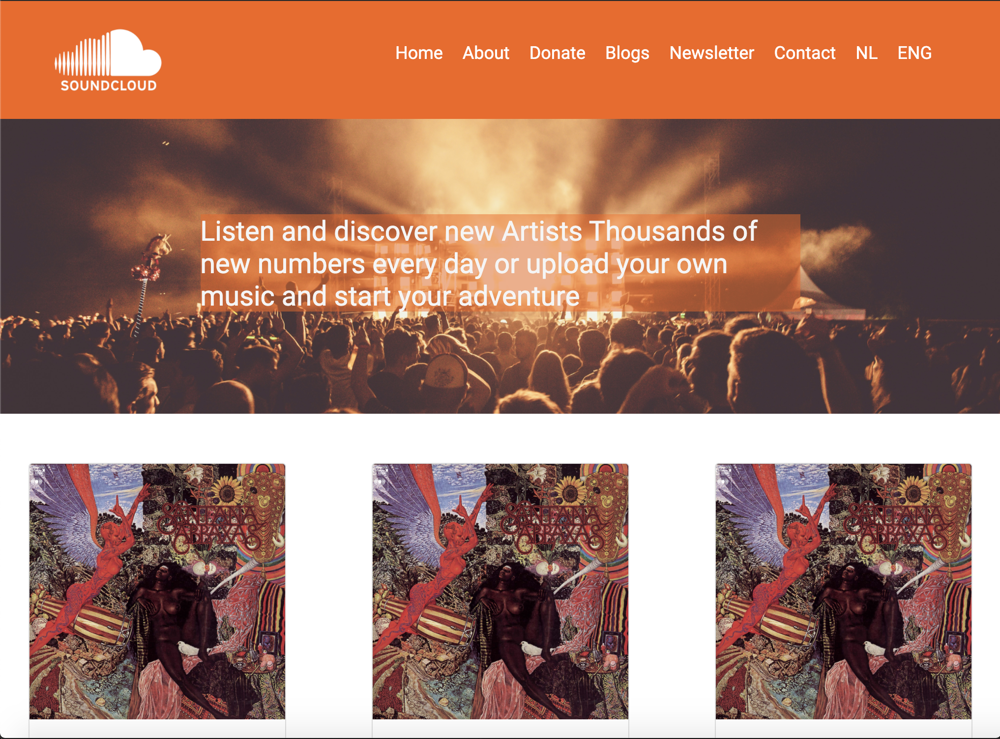 SOUNDCLOUD
Home About Donate Blogs Newsletter Contact NL ENG
Listen and discover new Artists Thousands of
new numbers every day or upload your own
music and start your adventure
SANTANA
ABRAXAS
SANTANA
ABRAXAS
SANTANA
ABRAXAS